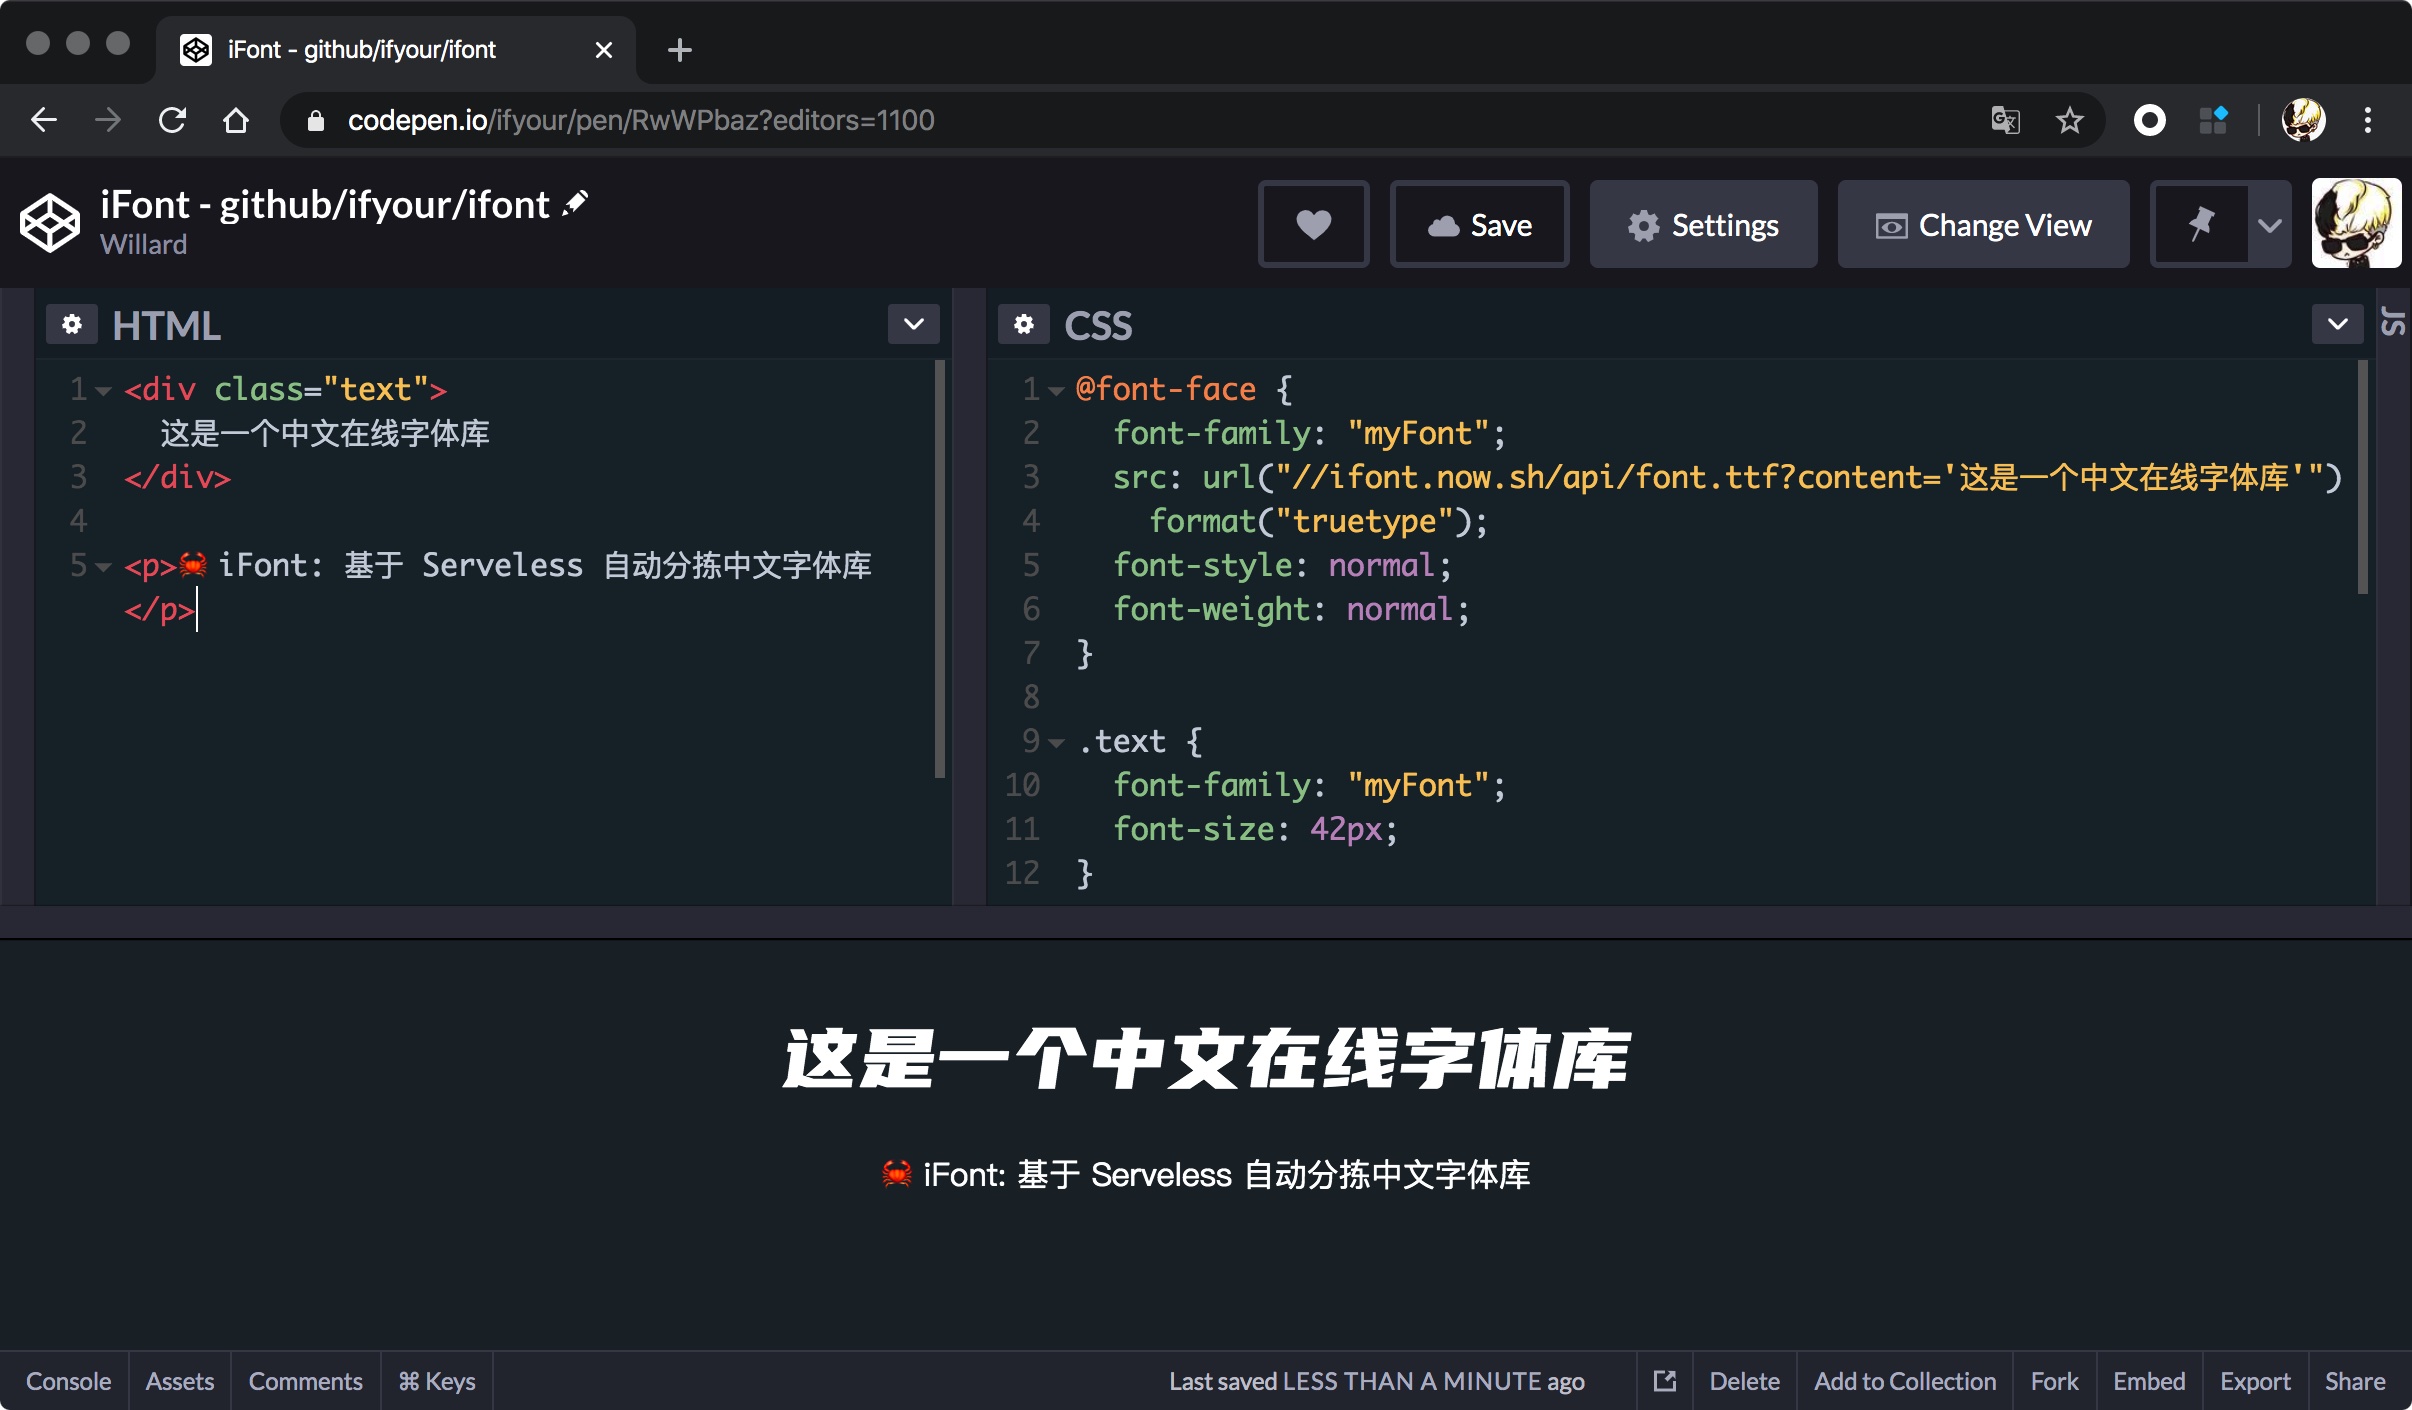 iFont - github/ifyour/ifont
codepen.io/ifyour/pen/RwWPbaz?editors=1100
iFont - github/ifyour/ifont
Willard
Save
Settings
Change View
HTML
1 <div class="text">
2 这是一个中文在线字体库
3 </div>
4
5 <p>🦀 iFont: 基于 Serveless 自动分拣中文字体库
</p>
CSS
1 @font-face {
2 font-family: "myFont";
3 src: url("//ifont.now.sh/api/font.ttf?content='这是一个中文在线字体库'")
4 format("truetype");
5 font-style: normal;
6 font-weight: normal;
7 }
8
9 .text {
10 font-family: "myFont";
11 font-size: 42px;
12 }
JS
这是一个中文在线字体库
🦀 iFont: 基于 Serveless 自动分拣中文字体库
Console Assets Comments ⌘ Keys Last saved LESS THAN A MINUTE ago Delete Add to Collection Fork Embed Export Share